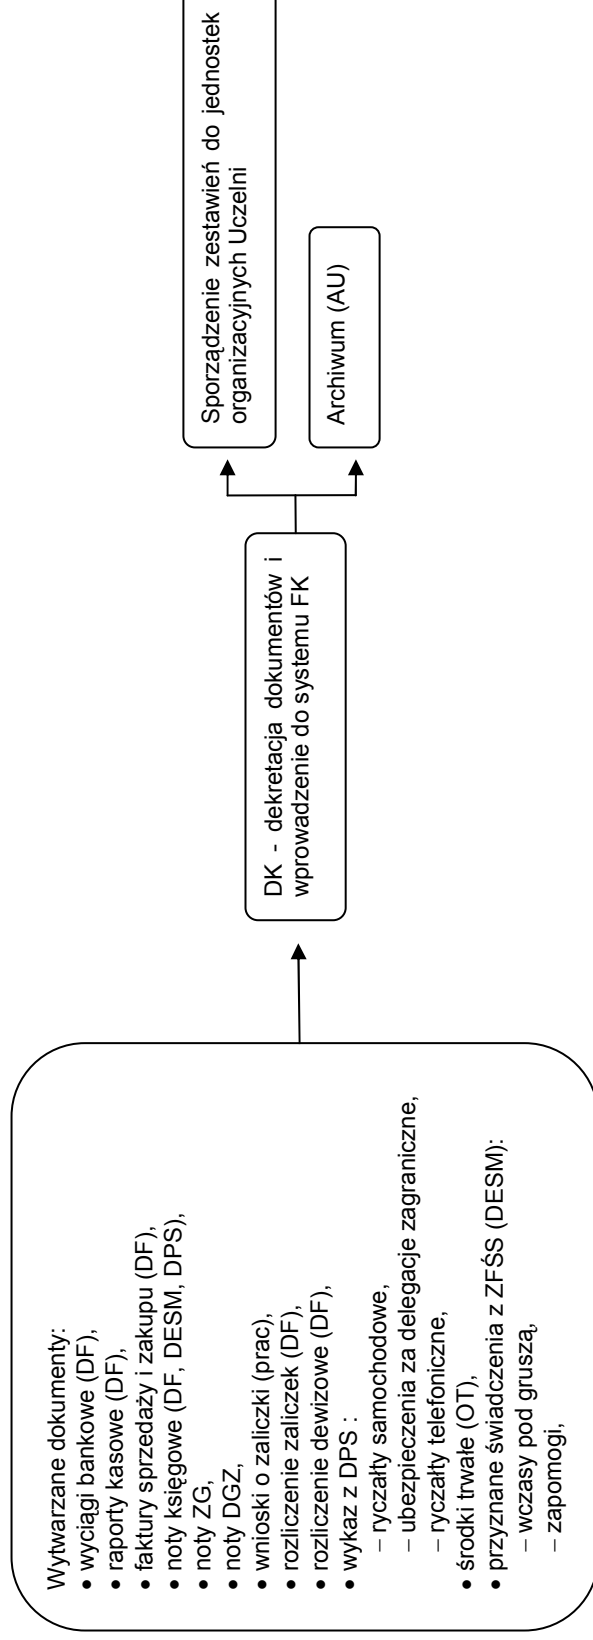 Wytwarzane dokumenty:
• wyciągi bankowe (DF),
• raporty kasowe (DF),
• faktury sprzedaży i zakupu (DF),
• noty księgowe (DF, DESM, DPS),
• noty ZG,
• noty DGZ,
• wnioski o zaliczki (prac),
• rozliczenie zaliczek (DF),
• rozliczenie dewizowe (DF),
• wykaz z DPS :
– ryczałty samochodowe,
– ubezpieczenia za delegacje zagraniczne,
– ryczałty telefoniczne,
• środki trwałe (OT),
• przyznane świadczenia z ZFŚS (DESM):
– wczasy pod gruszą,
– zapomogi,
DK - dekretacja dokumentów i
wprowadzenie do systemu FK
Sporządzenie zestawień do jednostek
organizacyjnych Uczelni
Archiwum (AU)